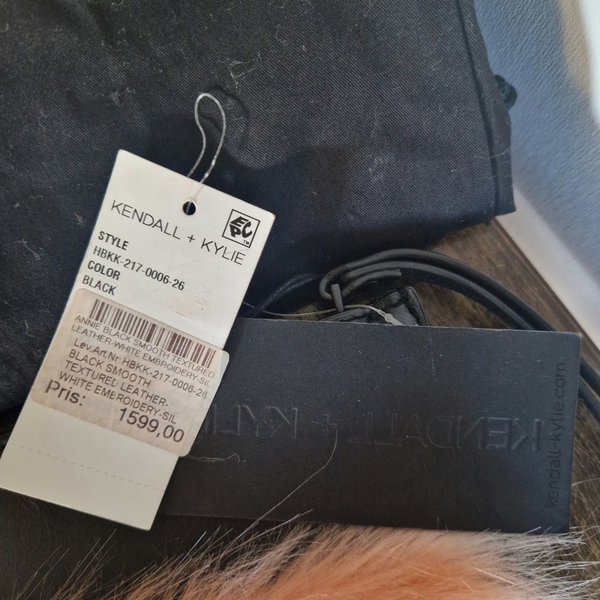 KENDALL + KYLIE
STYLE
HBKK-217-0006-26
COLOR
BLACK
ANNIE BLACK SMOOTH TEXTURED
LEATHER-WHITE EMBROIDERY-SIL
Lev.Art.Nr HBKK-217-0006-26
BLACK SMOOTH
TEXTURED LEATHER-
WHITE EMBROIDERY-SIL
Pris:
1599,00
KENDALL + KYLIE
kendall-kylie.com